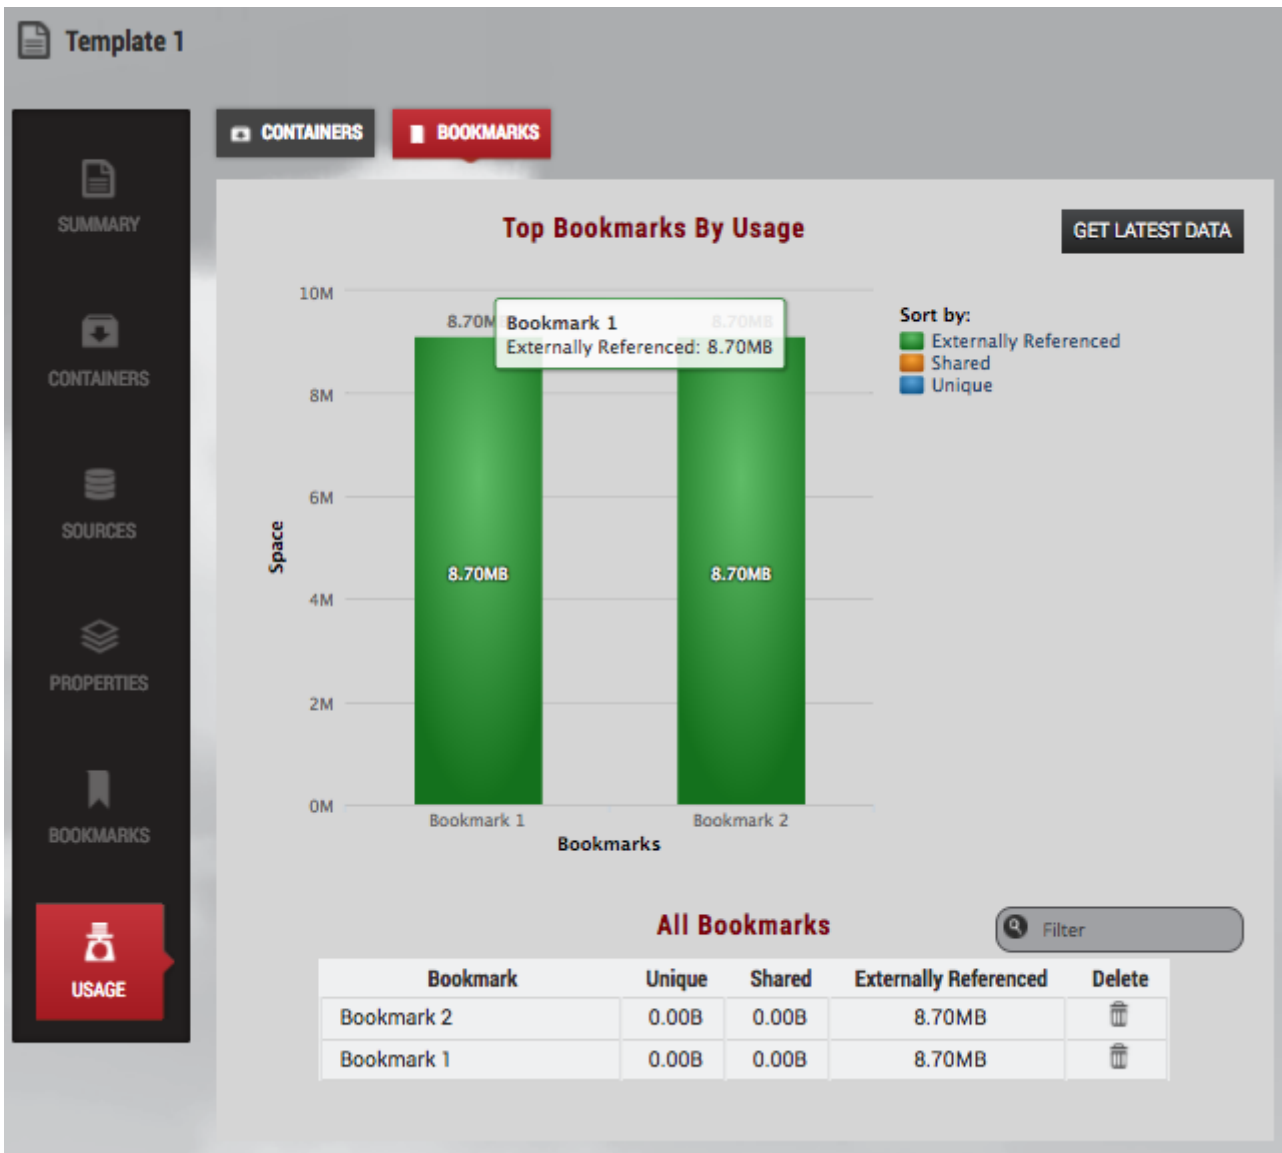 Template 1
CONTAINERS
BOOKMARKS
SUMMARY
CONTAINERS
SOURCES
PROPERTIES
BOOKMARKS
USAGE
Top Bookmarks By Usage
GET LATEST DATA
10M
8M
6M
4M
2M
0M
Space
8.70M
8.70MB
Bookmark 1
Externally Referenced: 8.70MB
8.70MB
8.70MB
Bookmark 1
Bookmark 2
Bookmarks
Sort by:
Externally Referenced
Shared
Unique
All Bookmarks
Filter
Bookmark Unique Shared Externally Referenced Delete
Bookmark 2 0.00B 0.00B 8.70MB
Bookmark 1 0.00B 0.00B 8.70MB